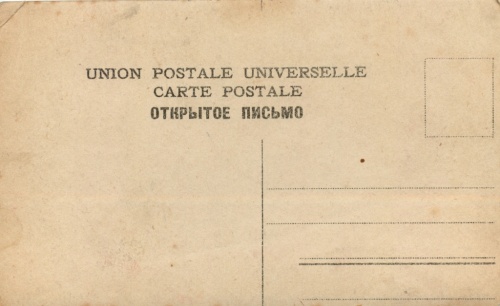 UNION POSTALE UNIVERSELLE
CARTE POSTALE
ОТКРЫТОЕ ПИСЬМО